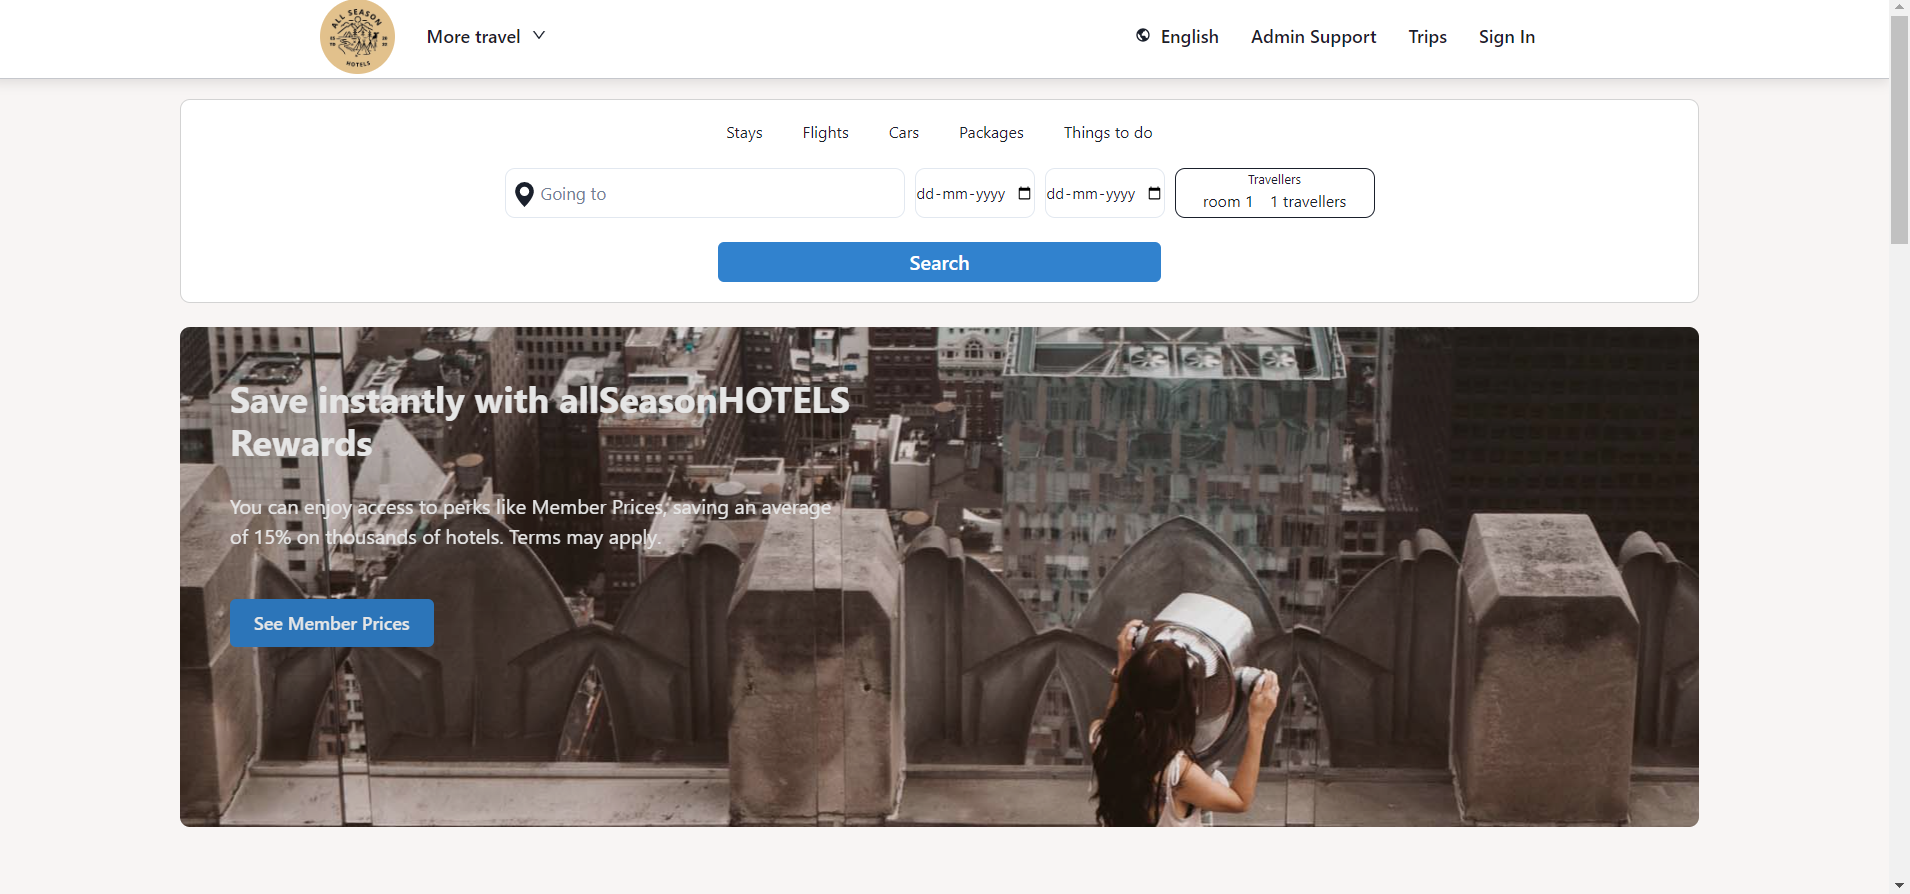 ALL SEASON
HOTELS
More travel
English
Admin Support
Trips
Sign In
Stays
Flights
Cars
Packages
Things to do
Going to
dd-mm-yyyy
dd-mm-yyyy
Travellers
room 1 1 travellers
Search
Save instantly with allSeasonHOTELS
Rewards
You can enjoy access to perks like Member Prices, saving an average
of 15% on thousands of hotels. Terms may apply.
See Member Prices